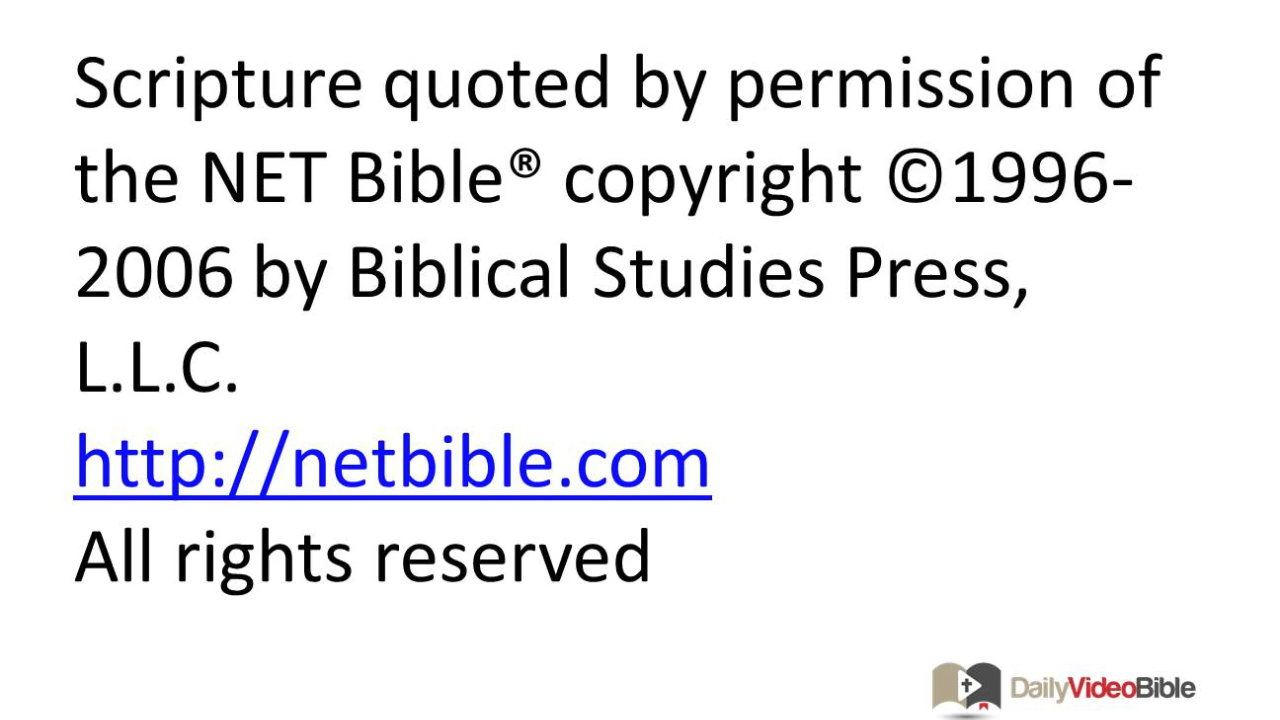 Scripture quoted by permission of
the NET Bible® copyright ©1996-
2006 by Biblical Studies Press,
L.L.C.
http://netbible.com
All rights reserved
DailyVideoBible